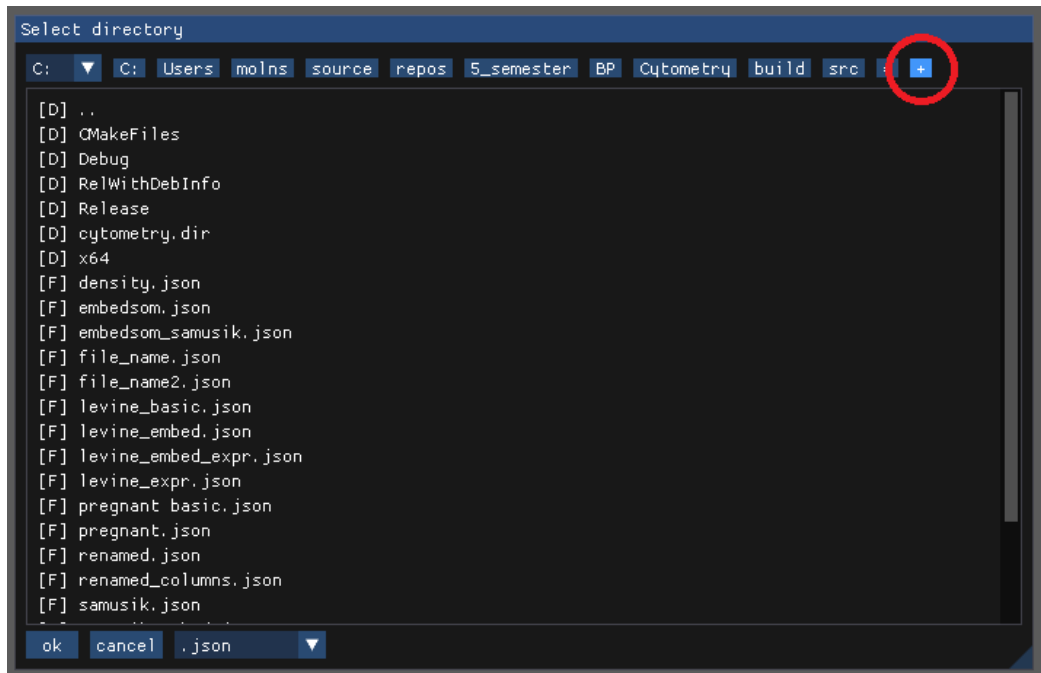 Select directory
C: ▼ C: Users molns source repos 5_semester BP Cytometry build src +
[D] ..
[D] CMakeFiles
[D] Debug
[D] RelWithDebInfo
[D] Release
[D] cytometry.dir
[D] x64
[F] density.json
[F] embedsom.json
[F] embedsom_samusik.json
[F] file_name.json
[F] file_name2.json
[F] levine_basic.json
[F] levine_embed.json
[F] levine_embed_expr.json
[F] levine_expr.json
[F] pregnant basic.json
[F] pregnant.json
[F] renamed.json
[F] renamed_columns.json
[F] samusik.json
ok cancel .json ▼